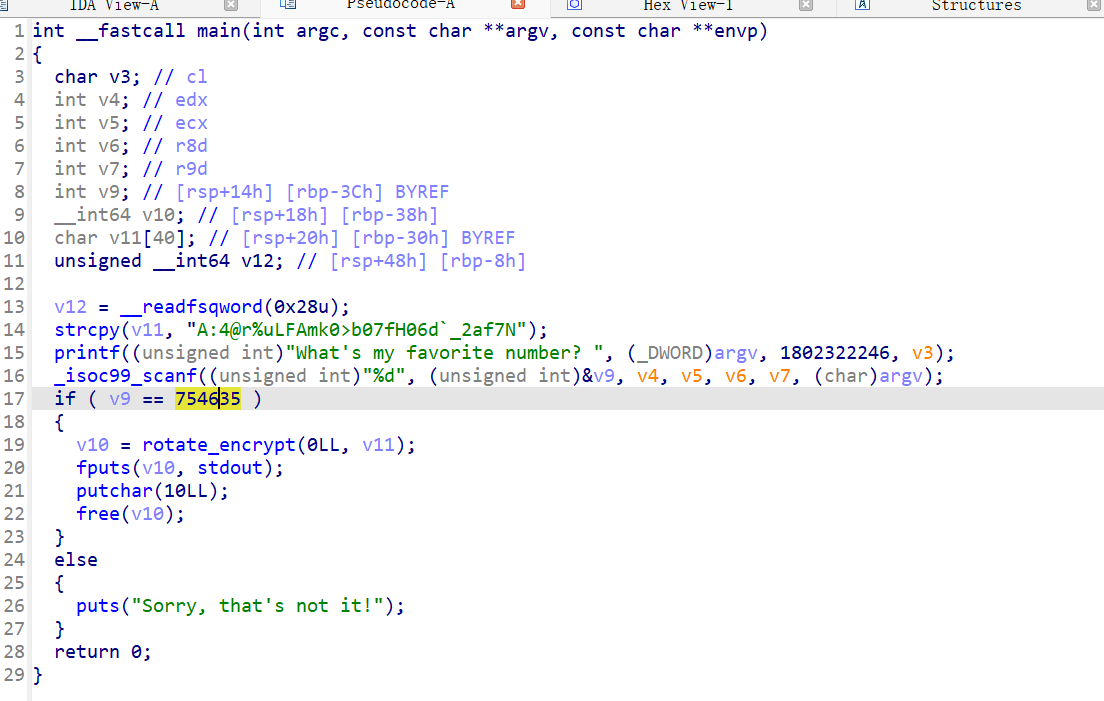 IDA View-A Pseudocode-A Hex View-1 Structures
1 int __fastcall main(int argc, const char **argv, const char **envp)
2 {
3 char v3; // cl
4 int v4; // edx
5 int v5; // ecx
6 int v6; // r8d
7 int v7; // r9d
8 int v9; // [rsp+14h] [rbp-3Ch] BYREF
9 __int64 v10; // [rsp+18h] [rbp-38h]
10 char v11[40]; // [rsp+20h] [rbp-30h] BYREF
11 unsigned __int64 v12; // [rsp+48h] [rbp-8h]
12
13 v12 = __readfsqword(0x28u);
14 strcpy(v11, "A:4@r%uLFAmk0>b07fH06d`_2af7N");
15 printf((unsigned int)"What's my favorite number? ", (_DWORD)argv, 1802322246, v3);
16 _isoc99_scanf((unsigned int)"%d", (unsigned int)&v9, v4, v5, v6, v7, (char)argv);
17 if ( v9 == 754635 )
18 {
19 v10 = rotate_encrypt(0LL, v11);
20 fputs(v10, stdout);
21 putchar(10LL);
22 free(v10);
23 }
24 else
25 {
26 puts("Sorry, that's not it!");
27 }
28 return 0;
29 }